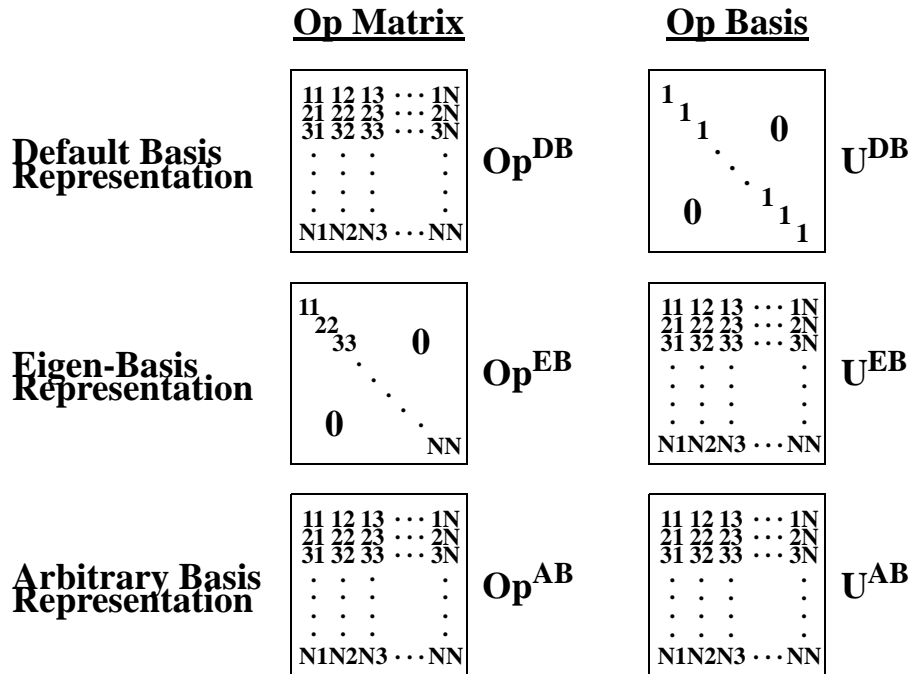 Op Matrix Op Basis
Default Basis
Representation
11 12 13 ··· 1N
21 22 23 ··· 2N
31 32 33 ··· 3N
· · · ·
· · · ·
· · · ·
· · · ·
N1 N2 N3 ··· NN
Op^DB
1
1
1
0
·
·
·
0
1
1
1
U^DB
Eigen-Basis
Representation
11
22
33
0
·
·
·
·
·
0
NN
Op^EB
11 12 13 ··· 1N
21 22 23 ··· 2N
31 32 33 ··· 3N
· · · ·
· · · ·
· · · ·
· · · ·
N1 N2 N3 ··· NN
U^EB
Arbitrary Basis
Representation
11 12 13 ··· 1N
21 22 23 ··· 2N
31 32 33 ··· 3N
· · · ·
· · · ·
· · · ·
· · · ·
N1 N2 N3 ··· NN
Op^AB
11 12 13 ··· 1N
21 22 23 ··· 2N
31 32 33 ··· 3N
· · · ·
· · · ·
· · · ·
· · · ·
N1 N2 N3 ··· NN
U^AB